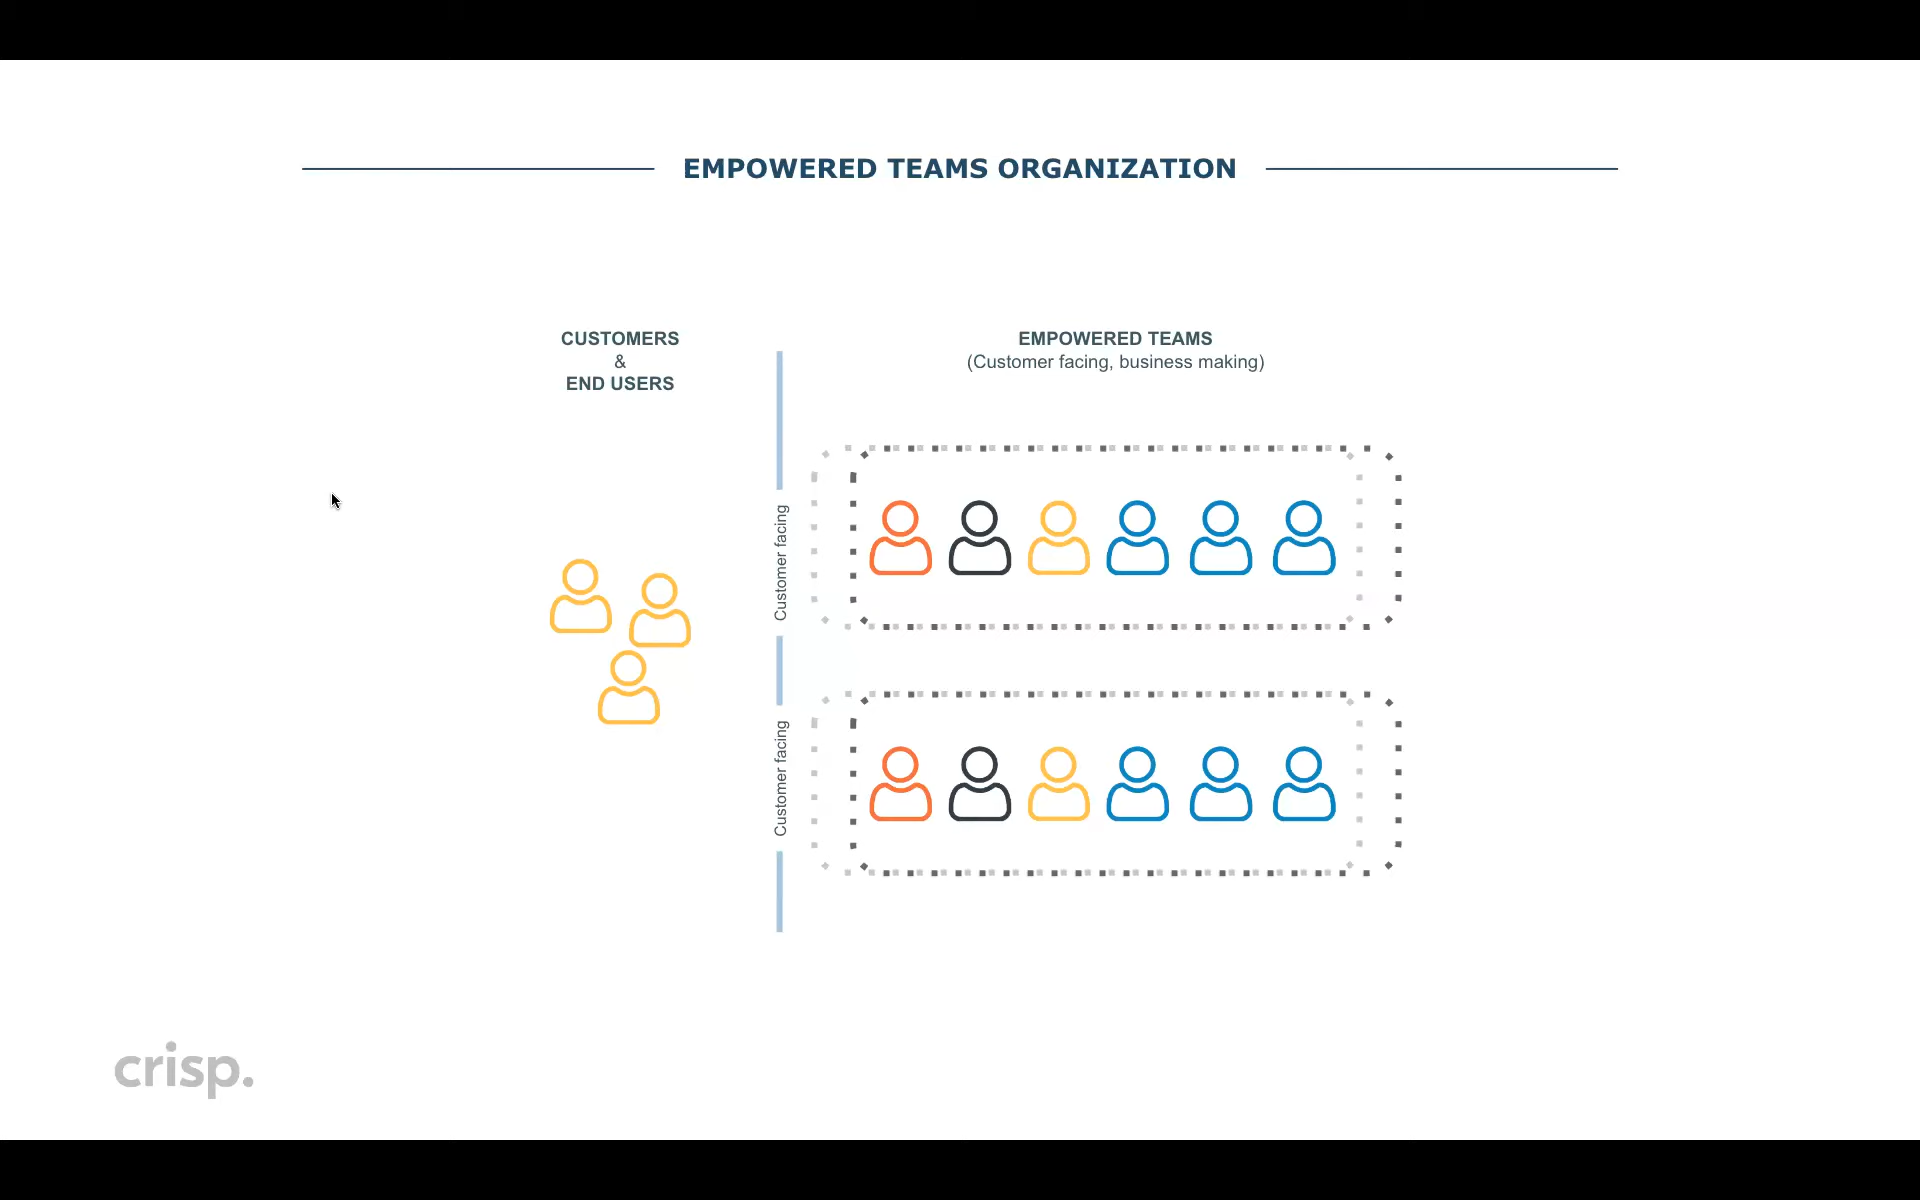 EMPOWERED TEAMS ORGANIZATION
CUSTOMERS
&
END USERS
EMPOWERED TEAMS
(Customer facing, business making)
Customer facing
Customer facing
crisp.